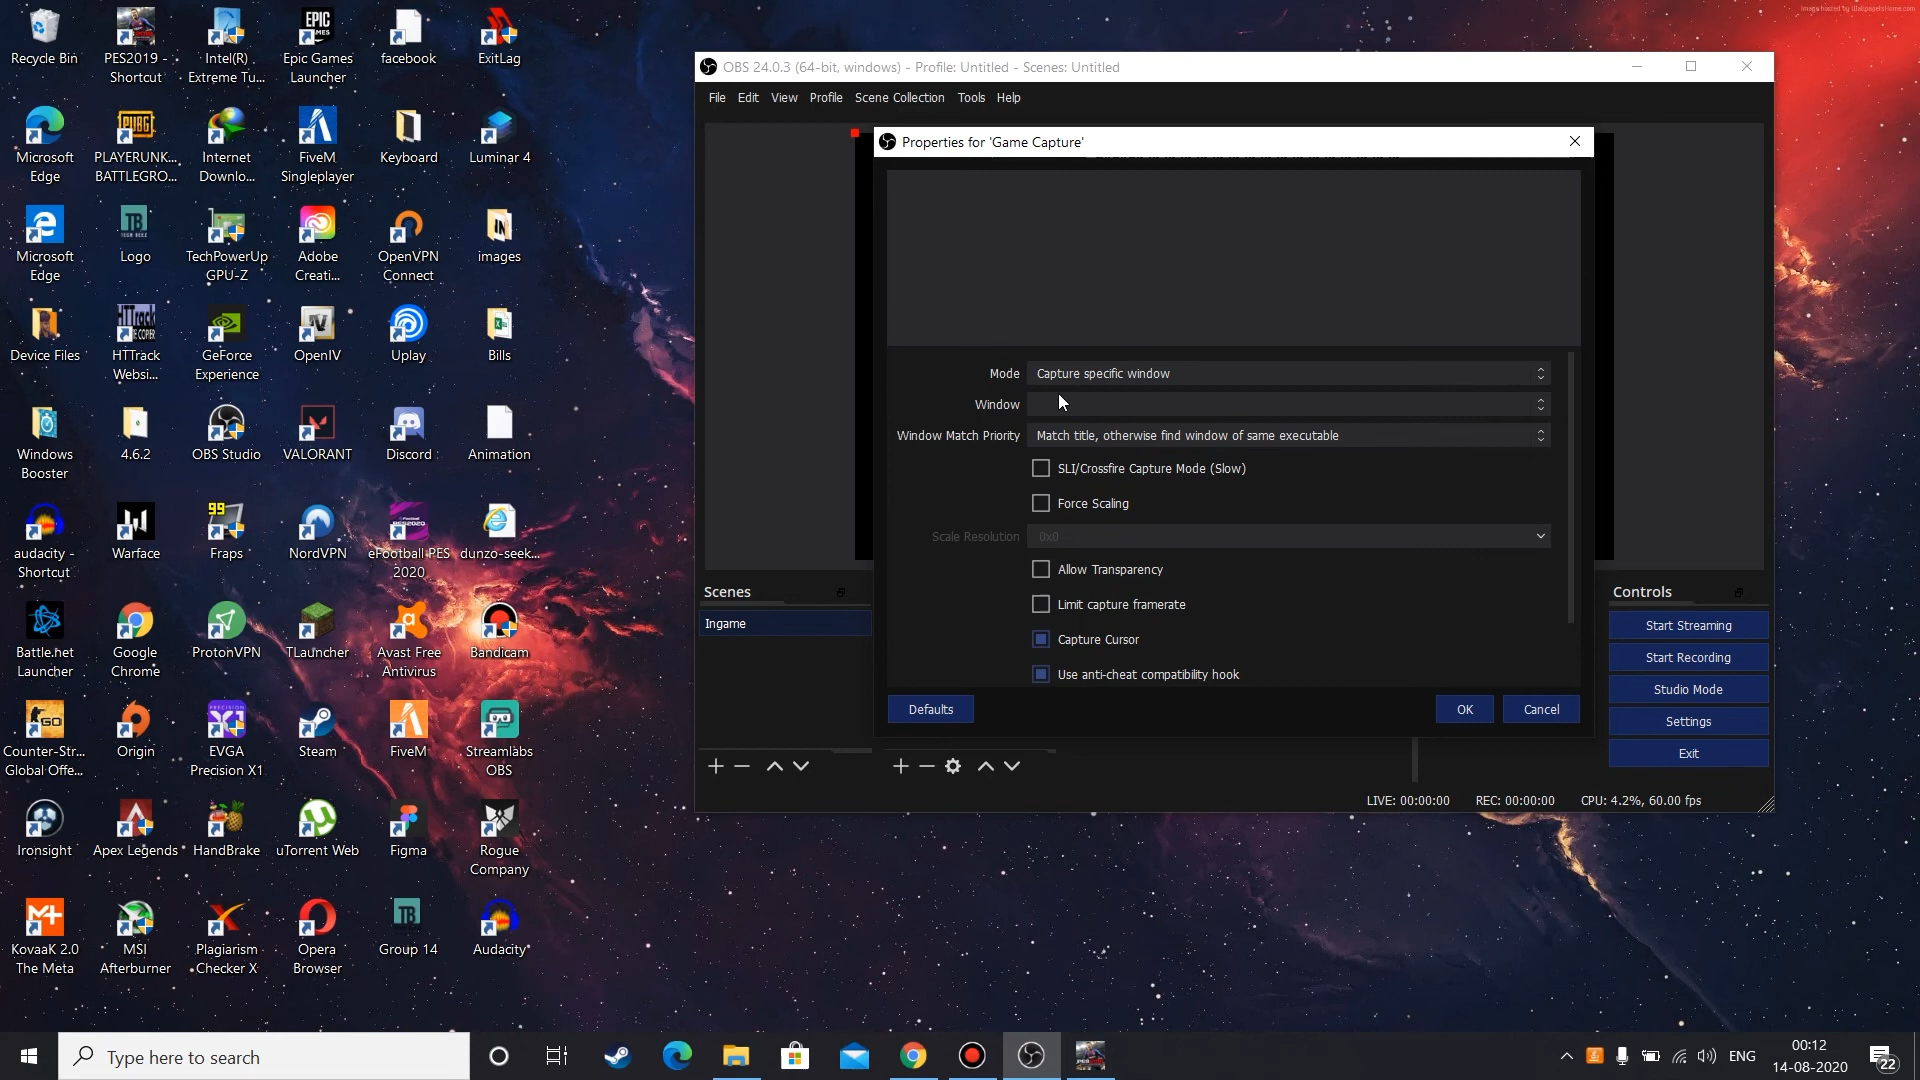 Image hosted by WallpapersHome.com
Recycle Bin
PES2019 -
Shortcut
Intel(R)
Extreme Tu...
Epic Games
Launcher
facebook
ExitLag
Microsoft
Edge
PLAYERUNK...
BATTLEGRO...
Internet
Downlo...
FiveM
Singleplayer
Keyboard
Luminar 4
Microsoft
Edge
Logo
TechPowerUp
GPU-Z
Adobe
Creati...
OpenVPN
Connect
images
Device Files
HTTrack
Websi...
GeForce
Experience
OpenIV
Uplay
Bills
Windows
Booster
4.6.2
OBS Studio
VALORANT
Discord
Animation
audacity -
Shortcut
Warface
Fraps
NordVPN
eFootball PES
2020
dunzo-seek...
Battle.net
Launcher
Google
Chrome
ProtonVPN
TLauncher
Avast Free
Antivirus
Bandicam
Counter-Str...
Global Offe...
Origin
EVGA
Precision X1
Steam
FiveM
Streamlabs
OBS
Ironsight
Apex Legends
HandBrake
uTorrent Web
Figma
Rogue
Company
KovaaK 2.0
The Meta
MSI
Afterburner
Plagiarism
Checker X
Opera
Browser
Group 14
Audacity
OBS 24.0.3 (64-bit, windows) - Profile: Untitled - Scenes: Untitled
File Edit View Profile Scene Collection Tools Help
Properties for 'Game Capture'
Mode Capture specific window
Window
Window Match Priority Match title, otherwise find window of same executable
SLI/Crossfire Capture Mode (Slow)
Force Scaling
Scale Resolution 0x0
Allow Transparency
Limit capture framerate
Capture Cursor
Use anti-cheat compatibility hook
Defaults OK Cancel
Scenes
Ingame
Controls
Start Streaming
Start Recording
Studio Mode
Settings
Exit
LIVE: 00:00:00 REC: 00:00:00 CPU: 4.2%, 60.00 fps
Type here to search
ENG
00:12
14-08-2020
22